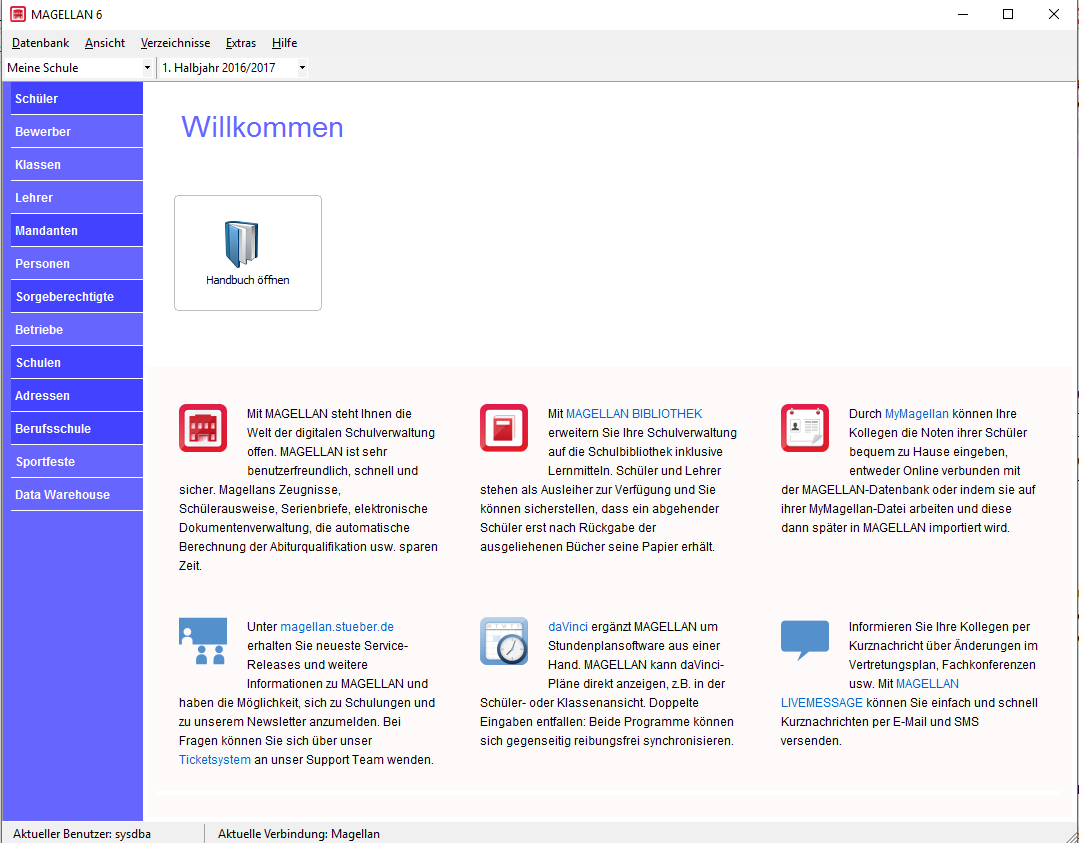 MAGELLAN 6
Datenbank Ansicht Verzeichnisse Extras Hilfe
Meine Schule 1. Halbjahr 2016/2017
Schüler
Bewerber
Klassen
Lehrer
Mandanten
Personen
Sorgeberechtigte
Betriebe
Schulen
Adressen
Berufsschule
Sportfeste
Data Warehouse
Willkommen
Handbuch öffnen
Mit MAGELLAN steht Ihnen die
Welt der digitalen Schulverwaltung
offen. MAGELLAN ist sehr
benutzerfreundlich, schnell und
sicher. Magellans Zeugnisse,
Schülerausweise, Serienbriefe, elektronische
Dokumentenverwaltung, die automatische
Berechnung der Abiturqualifikation usw. sparen
Zeit.
Mit MAGELLAN BIBLIOTHEK
erweitern Sie Ihre Schulverwaltung
auf die Schulbibliothek inklusive
Lernmitteln. Schüler und Lehrer
stehen als Ausleiher zur Verfügung und Sie
können sicherstellen, dass ein abgehender
Schüler erst nach Rückgabe der
ausgeliehenen Bücher seine Papier erhält.
Durch MyMagellan können Ihre
Kollegen die Noten ihrer Schüler
bequem zu Hause eingeben,
entweder Online verbunden mit
der MAGELLAN-Datenbank oder indem sie auf
ihrer MyMagellan-Datei arbeiten und diese
dann später in MAGELLAN importiert wird.
Unter magellan.stueber.de
erhalten Sie neueste Service-
Releases und weitere
Informationen zu MAGELLAN und
haben die Möglichkeit, sich zu Schulungen und
zu unserem Newsletter anzumelden. Bei
Fragen können Sie sich über unser
Ticketsystem an unser Support Team wenden.
daVinci ergänzt MAGELLAN um
Stundenplansoftware aus einer
Hand. MAGELLAN kann daVinci-
Pläne direkt anzeigen, z.B. in der
Schüler- oder Klassenansicht. Doppelte
Eingaben entfallen: Beide Programme können
sich gegenseitig reibungsfrei synchronisieren.
Informieren Sie Ihre Kollegen per
Kurznachricht über Änderungen im
Vertretungsplan, Fachkonferenzen
usw. Mit MAGELLAN
LIVEMESSAGE können Sie einfach und schnell
Kurznachrichten per E-Mail und SMS
versenden.
Aktueller Benutzer: sysdba Aktuelle Verbindung: Magellan